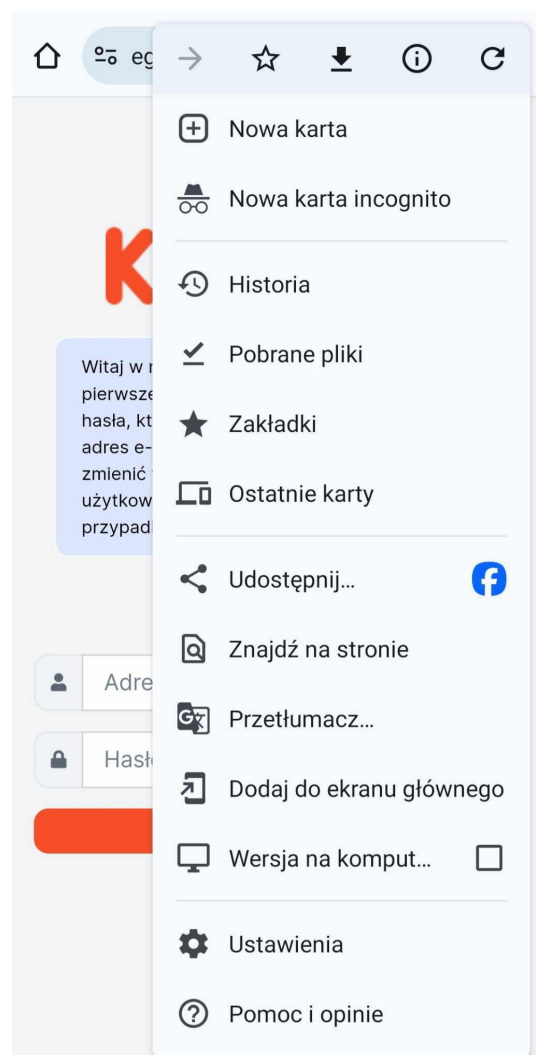 eg
Nowa karta
Nowa karta incognito
K
Historia
Witaj w
pierwsze
hasła, kt
adres e-
zmienić
użytkow
przypad
Pobrane pliki
Zakładki
Ostatnie karty
Udostępnij...
Znajdź na stronie
Adre
Przetłumacz...
Hasł
Dodaj do ekranu głównego
Wersja na komput...
Ustawienia
Pomoc i opinie